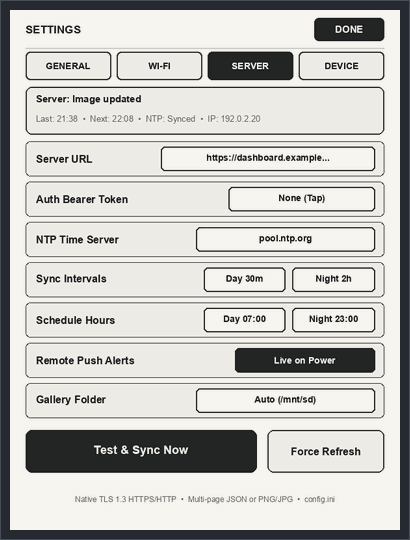 SETTINGS DONE
GENERAL WI-FI SERVER DEVICE
Server: Image updated
Last: 21:38 • Next: 22:08 • NTP: Synced • IP: 192.0.2.20
Server URL https://dashboard.example...
Auth Bearer Token None (Tap)
NTP Time Server pool.ntp.org
Sync Intervals Day 30m Night 2h
Schedule Hours Day 07:00 Night 23:00
Remote Push Alerts Live on Power
Gallery Folder Auto (/mnt/sd)
Test & Sync Now Force Refresh
Native TLS 1.3 HTTPS/HTTP • Multi-page JSON or PNG/JPG • config.ini